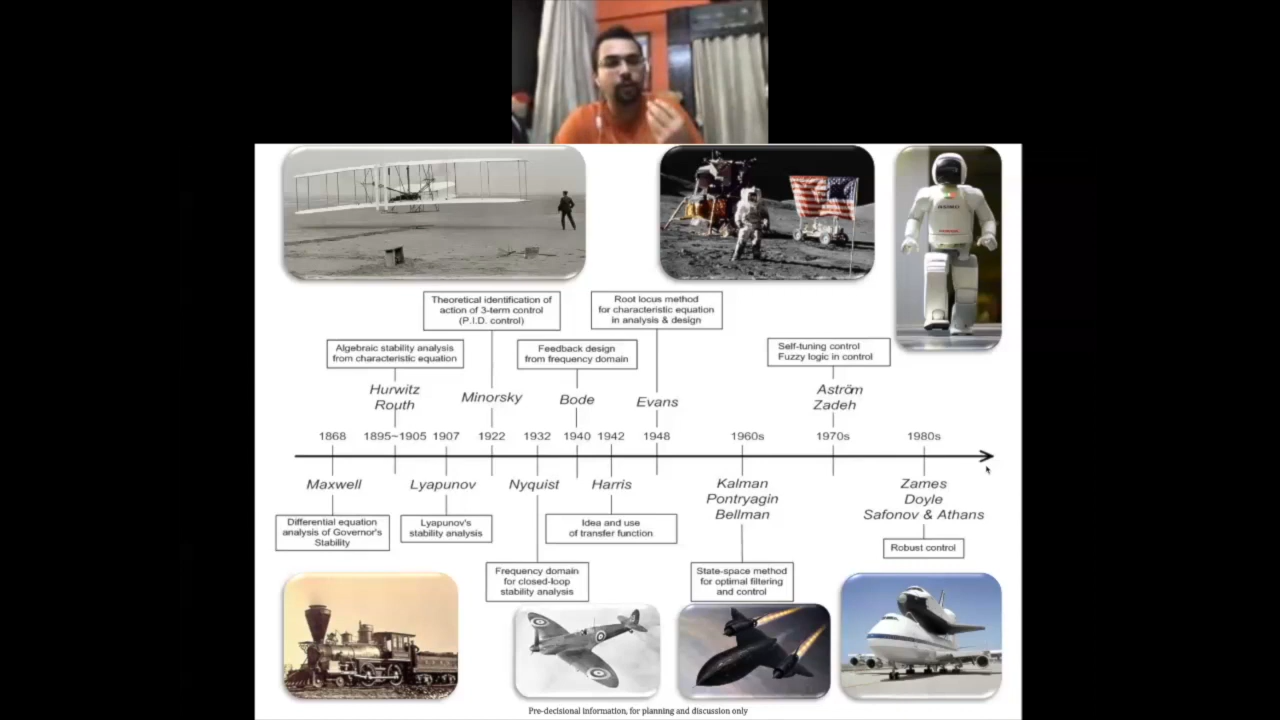 Theoretical identification of
action of 3-term control
(P.I.D. control)
Root locus method
for characteristic equation
in analysis & design
Algebraic stability analysis
from characteristic equation
Feedback design
from frequency domain
Self-tuning control
Fuzzy logic in control
Hurwitz
Routh
Minorsky
Bode
Evans
Aström
Zadeh
1868 1895~1905 1907 1922 1932 1940 1942 1948 1960s 1970s 1980s
Maxwell
Lyapunov
Nyquist
Harris
Kalman
Pontryagin
Bellman
Zames
Doyle
Safonov & Athans
Differential equation
analysis of Governor's
Stability
Lyapunov's
stability analysis
Idea and use
of transfer function
Robust control
Frequency domain
for closed-loop
stability analysis
State-space method
for optimal filtering
and control
Pre-decisional information, for planning and discussion only